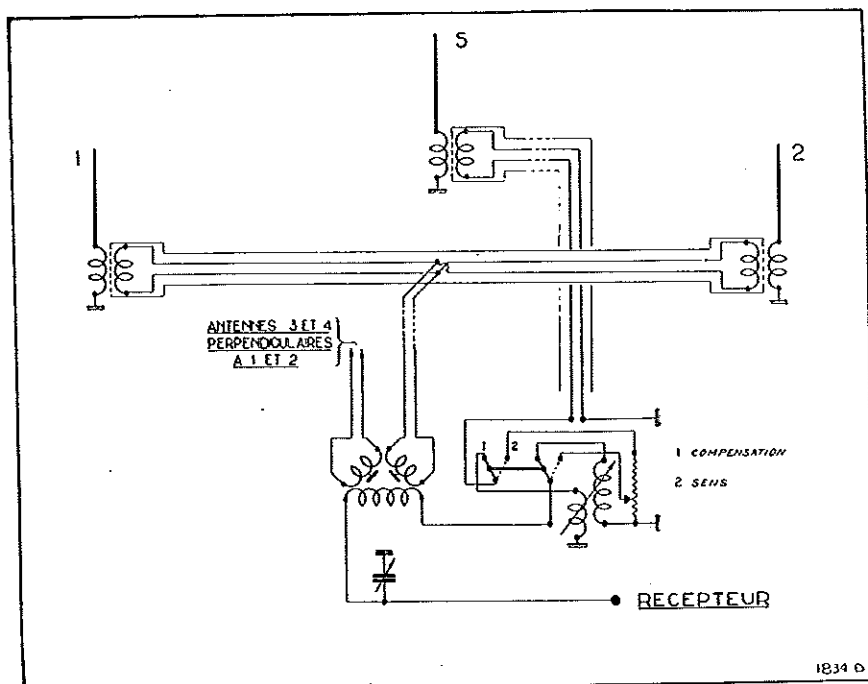 5
1
2
ANTENNES 3 ET 4
PERPENDICULAIRES
A 1 ET 2
1 2
1 COMPENSATION
2 SENS
RECEPTEUR
1834 D